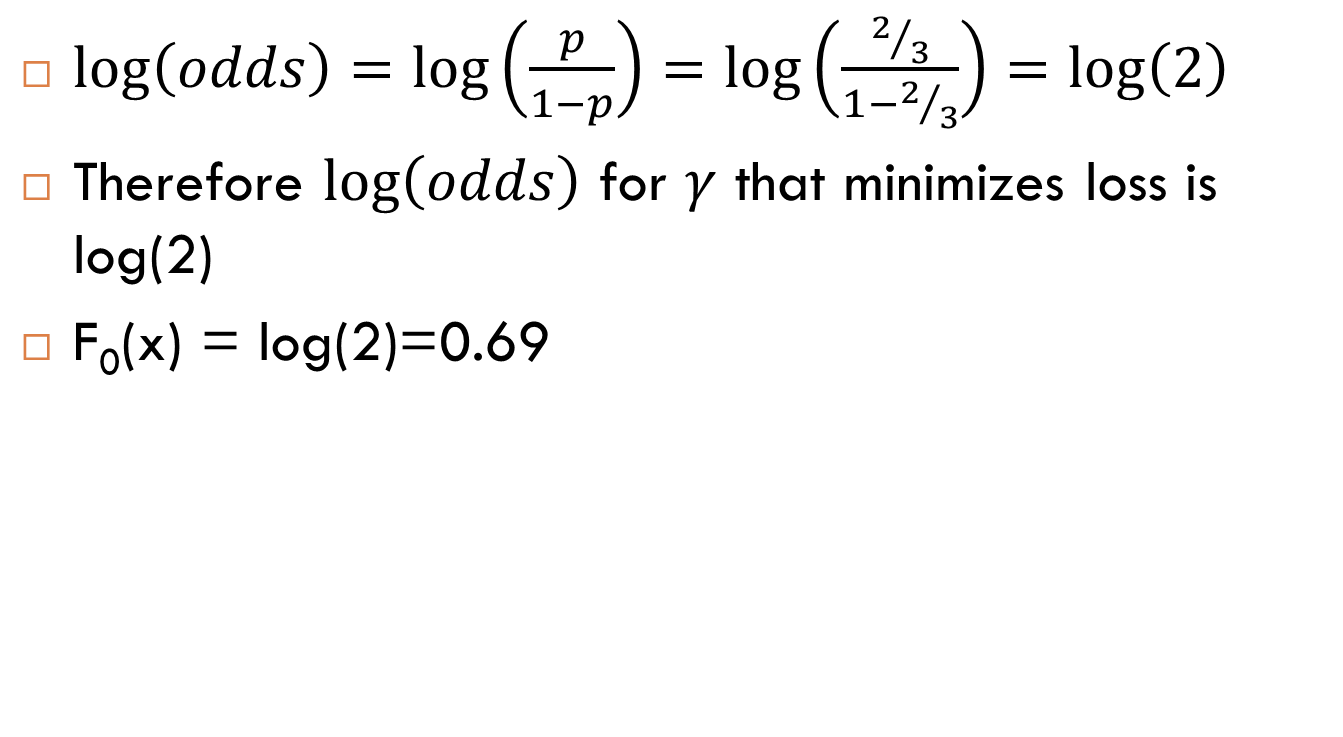 □ log(odds) = log(p/(1−p)) = log((2/3)/(1−2/3)) = log(2)
□ Therefore log(odds) for γ that minimizes loss is
log(2)
□ F₀(x) = log(2)=0.69